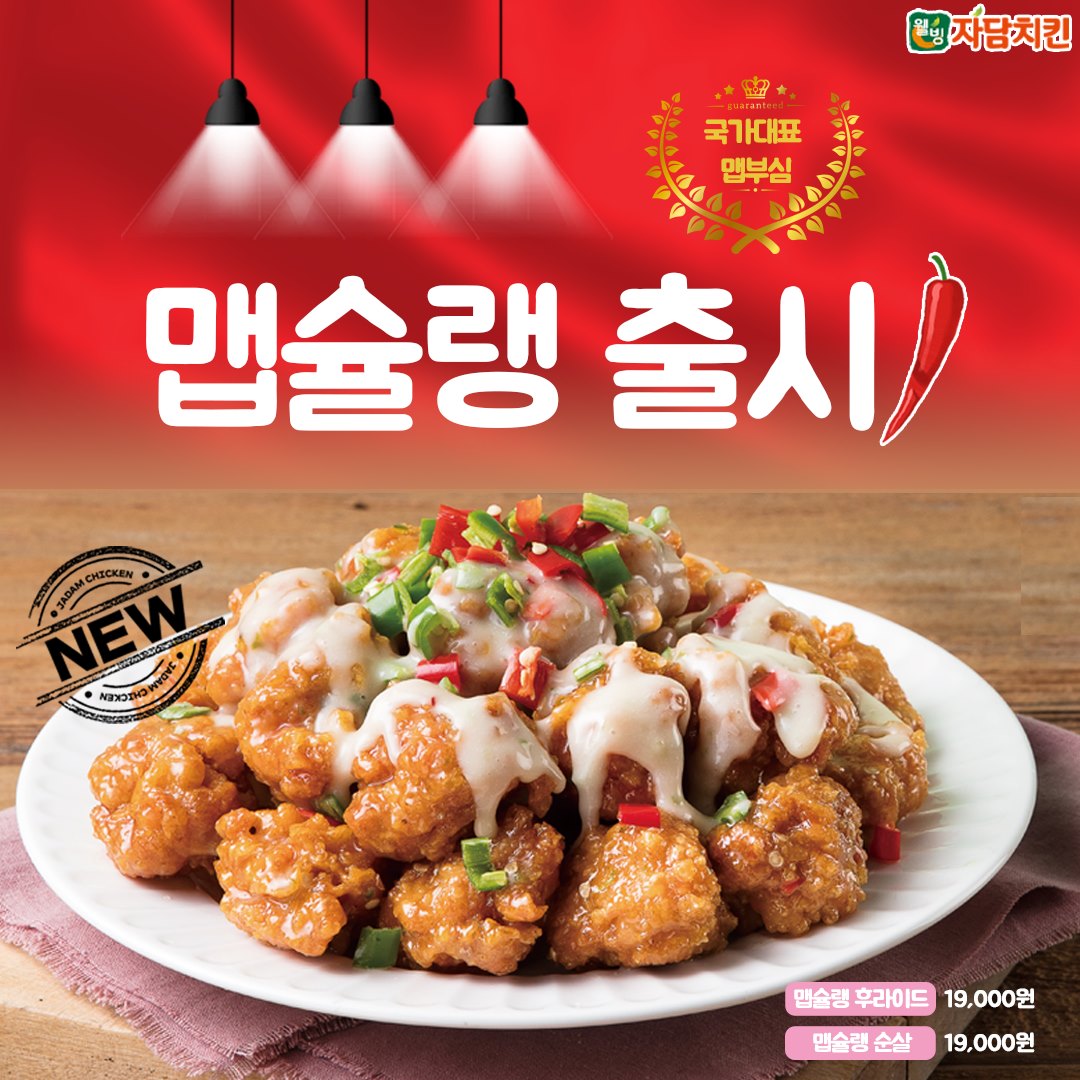 웰빙 자담치킨
guaranteed
국가대표
맵부심
맵슐랭 출시
JADAM CHICKEN
NEW
JADAM CHICKEN
맵슐랭 후라이드 19,000원
맵슐랭 순살 19,000원